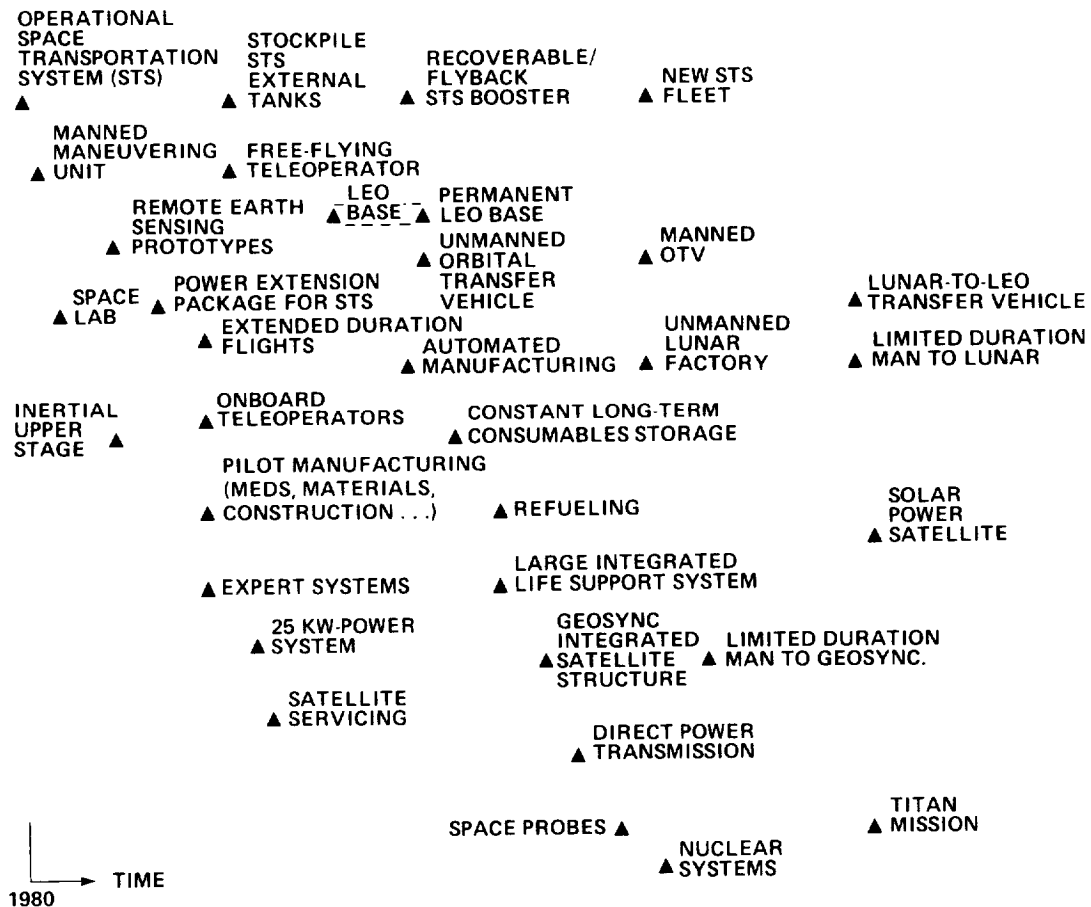 OPERATIONAL
SPACE
TRANSPORTATION
SYSTEM (STS)
STOCKPILE
STS
EXTERNAL
TANKS
RECOVERABLE/
FLYBACK
STS BOOSTER
NEW STS
FLEET
MANNED
MANEUVERING
UNIT
FREE-FLYING
TELEOPERATOR
LEO
BASE
PERMANENT
LEO BASE
REMOTE EARTH
SENSING
PROTOTYPES
UNMANNED
ORBITAL
TRANSFER
VEHICLE
MANNED
OTV
SPACE
LAB
POWER EXTENSION
PACKAGE FOR STS
LUNAR-TO-LEO
TRANSFER VEHICLE
EXTENDED DURATION
FLIGHTS
AUTOMATED
MANUFACTURING
UNMANNED
LUNAR
FACTORY
LIMITED DURATION
MAN TO LUNAR
INERTIAL
UPPER
STAGE
ONBOARD
TELEOPERATORS
CONSTANT LONG-TERM
CONSUMABLES STORAGE
PILOT MANUFACTURING
(MEDS, MATERIALS,
CONSTRUCTION . . .)
REFUELING
SOLAR
POWER
SATELLITE
EXPERT SYSTEMS
LARGE INTEGRATED
LIFE SUPPORT SYSTEM
25 KW-POWER
SYSTEM
GEOSYNC
INTEGRATED
SATELLITE
STRUCTURE
LIMITED DURATION
MAN TO GEOSYNC.
SATELLITE
SERVICING
DIRECT POWER
TRANSMISSION
SPACE PROBES
TITAN
MISSION
NUCLEAR
SYSTEMS
TIME
1980